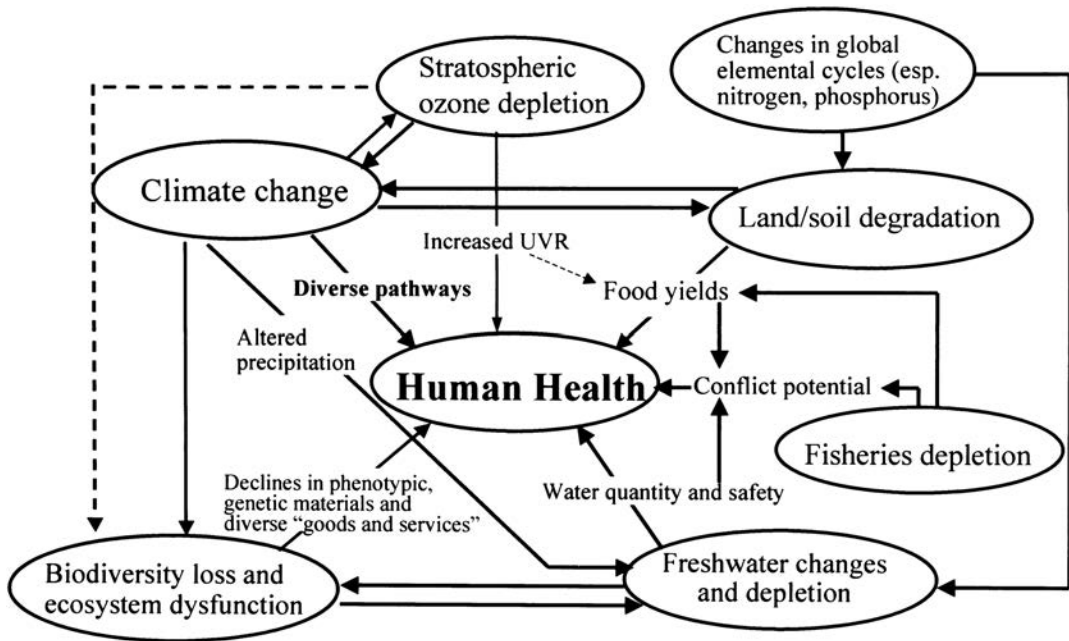 Stratospheric
ozone depletion
Changes in global
elemental cycles (esp.
nitrogen, phosphorus)
Climate change
Land/soil degradation
Increased UVR
Diverse pathways
Food yields
Altered
precipitation
Human Health
Conflict potential
Fisheries depletion
Declines in phenotypic,
genetic materials and
diverse “goods and services”
Water quantity and safety
Biodiversity loss and
ecosystem dysfunction
Freshwater changes
and depletion